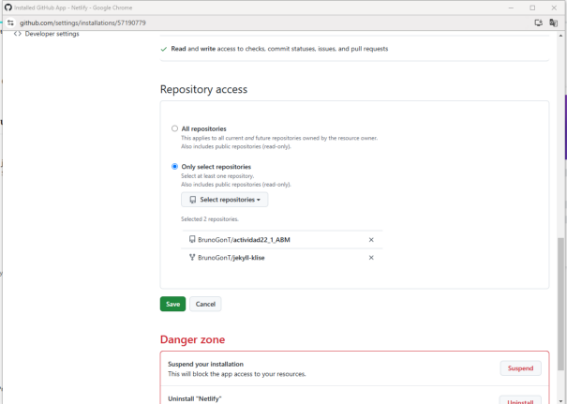 Installed GitHub App - Netlify - Google Chrome
github.com/settings/installations/57190779
Developer settings
Read and write access to checks, commit statuses, issues, and pull requests
Repository access
All repositories
This applies to all current and future repositories owned by the resource owner.
Also includes public repositories (read-only).
Only select repositories
Select at least one repository.
Also includes public repositories (read-only).
Select repositories
Selected 2 repositories.
BrunoGonT/actividad22_1_ABM
BrunoGonT/jekyll-klise
Save Cancel
Danger zone
Suspend your installation
This will block the app access to your resources.
Suspend
Uninstall "Netlify"
Uninstall